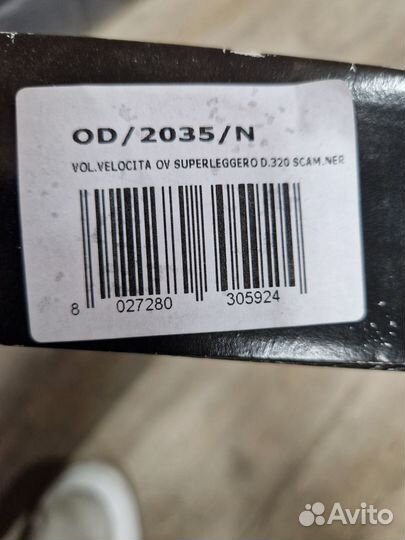 OD/2035/N
VOL.VELOCITA OV SUPERLEGGERO D.320 SCAM.NER
8 027280 305924
Avito